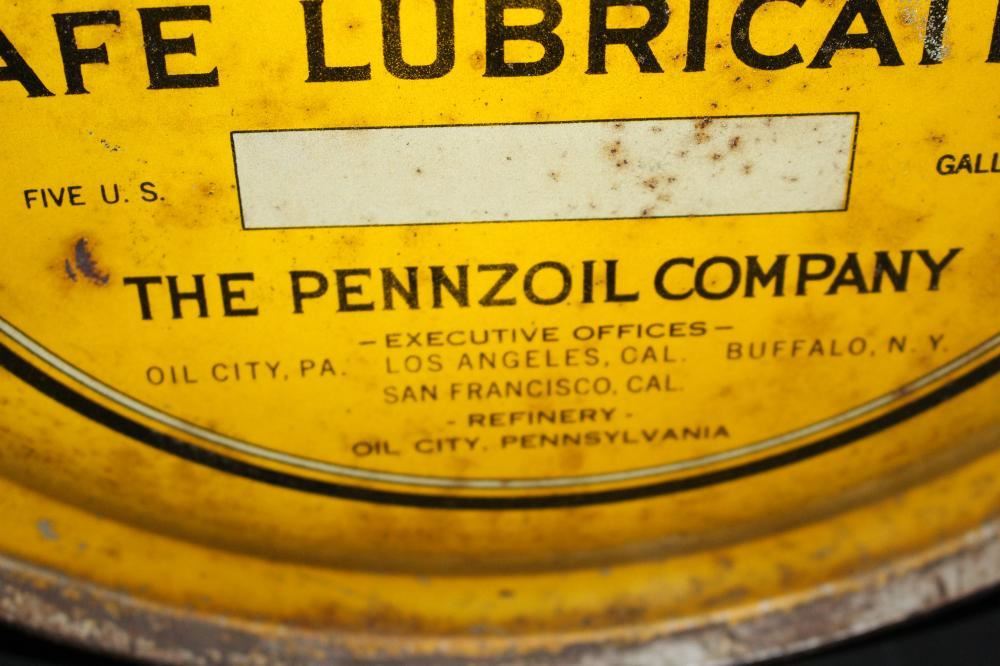 AFE LUBRICATI
FIVE U. S. GALL
THE PENNZOIL COMPANY
- EXECUTIVE OFFICES -
OIL CITY, PA. LOS ANGELES, CAL. BUFFALO, N. Y.
SAN FRANCISCO, CAL.
- REFINERY -
OIL CITY, PENNSYLVANIA